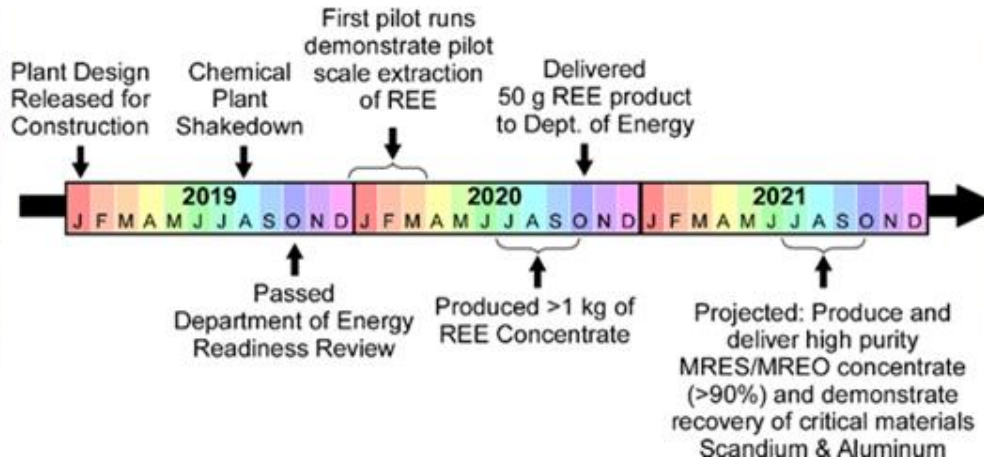 Plant Design
Released for
Construction
Chemical
Plant
Shakedown
First pilot runs
demonstrate pilot
scale extraction
of REE
Delivered
50 g REE product
to Dept. of Energy
2019
J F M A M J J A S O N D
2020
J F M A M J J A S O N D
2021
J F M A M J J A S O N D
Passed
Department of Energy
Readiness Review
Produced >1 kg of
REE Concentrate
Projected: Produce and
deliver high purity
MRES/MREO concentrate
(>90%) and demonstrate
recovery of critical materials
Scandium & Aluminum